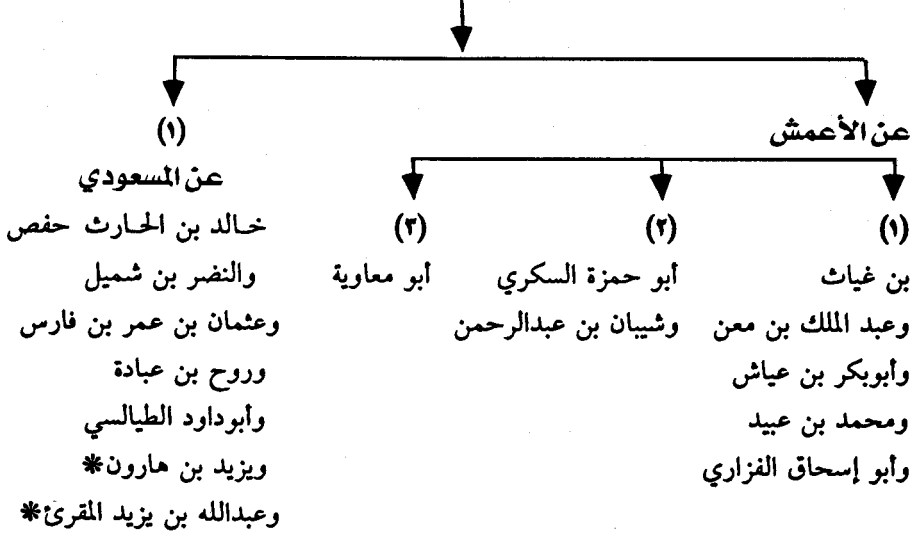 عن الأعمش
(١)
بن غياث
وعبد الملك بن معن
وأبوبكر بن عياش
ومحمد بن عبيد
وأبو إسحاق الفزاري
(٢)
أبو حمزة السكري
وشيبان بن عبدالرحمن
(٣)
أبو معاوية
(١)
عن المسعودي
خالد بن الحارث حفص
والنضر بن شميل
وعثمان بن عمر بن فارس
وروح بن عبادة
وأبوداود الطيالسي
ويزيد بن هارون*
وعبدالله بن يزيد المقرئ*